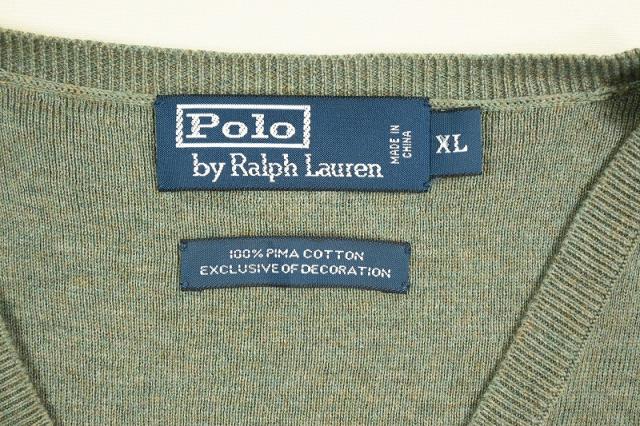 Polo
by Ralph Lauren
MADE IN
CHINA
XL
100% PIMA COTTON
EXCLUSIVE OF DECORATION